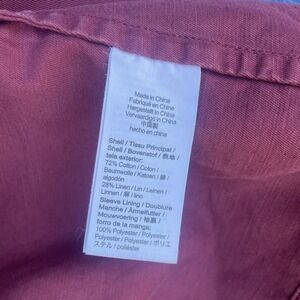 Made in China
Fabriqué en Chine
Hergestellt in China
Vervaardigd in China
中国製
hecho en china
Shell / Tissu Principal /
Shell / Bovenstof / 表地 /
tela exterior:
72% Cotton / Coton /
Baumwolle / Katoen / 綿 /
algodón
28% Linen / Lin / Leinen /
Linnen / 麻 / lino
Sleeve Lining / Doublure
Manche / Ärmelfutter /
Mouwvoering / 袖裏 /
forro de la manga:
100% Polyester / Polyester /
Polyester / Polyester / ポリエ
ステル / poliéster